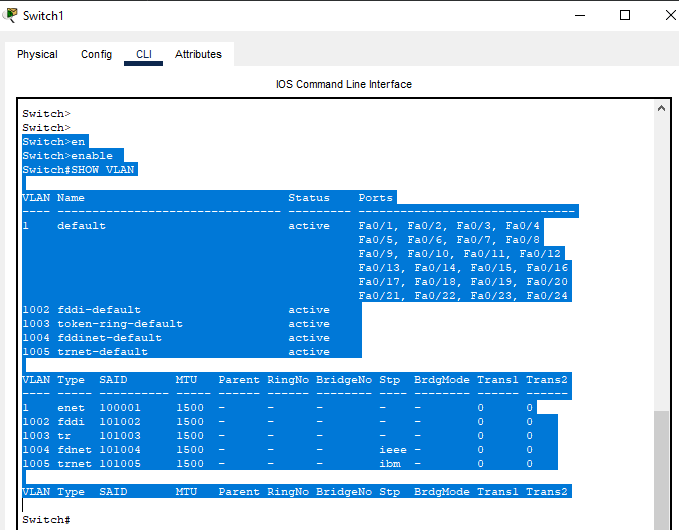 Switch1
Physical Config CLI Attributes
IOS Command Line Interface
Switch>
Switch>
Switch>en
Switch>enable
Switch#SHOW VLAN
VLAN Name                             Status    Ports
---- -------------------------------- --------- -------------------------------
1    default                          active    Fa0/1, Fa0/2, Fa0/3, Fa0/4
                                                Fa0/5, Fa0/6, Fa0/7, Fa0/8
                                                Fa0/9, Fa0/10, Fa0/11, Fa0/12
                                                Fa0/13, Fa0/14, Fa0/15, Fa0/16
                                                Fa0/17, Fa0/18, Fa0/19, Fa0/20
                                                Fa0/21, Fa0/22, Fa0/23, Fa0/24
1002 fddi-default                     active
1003 token-ring-default               active
1004 fddinet-default                  active
1005 trnet-default                    active
VLAN Type  SAID       MTU   Parent RingNo BridgeNo Stp  BrdgMode Trans1 Trans2
---- ----- ---------- ----- ------ ------ -------- ---- -------- ------ ------
1    enet  100001     1500  -      -      -        -    -        0      0
1002 fddi  101002     1500  -      -      -        -    -        0      0
1003 tr    101003     1500  -      -      -        -    -        0      0
1004 fdnet 101004     1500  -      -      -        ieee -        0      0
1005 trnet 101005     1500  -      -      -        ibm  -        0      0
VLAN Type  SAID       MTU   Parent RingNo BridgeNo Stp  BrdgMode Trans1 Trans2
Switch#